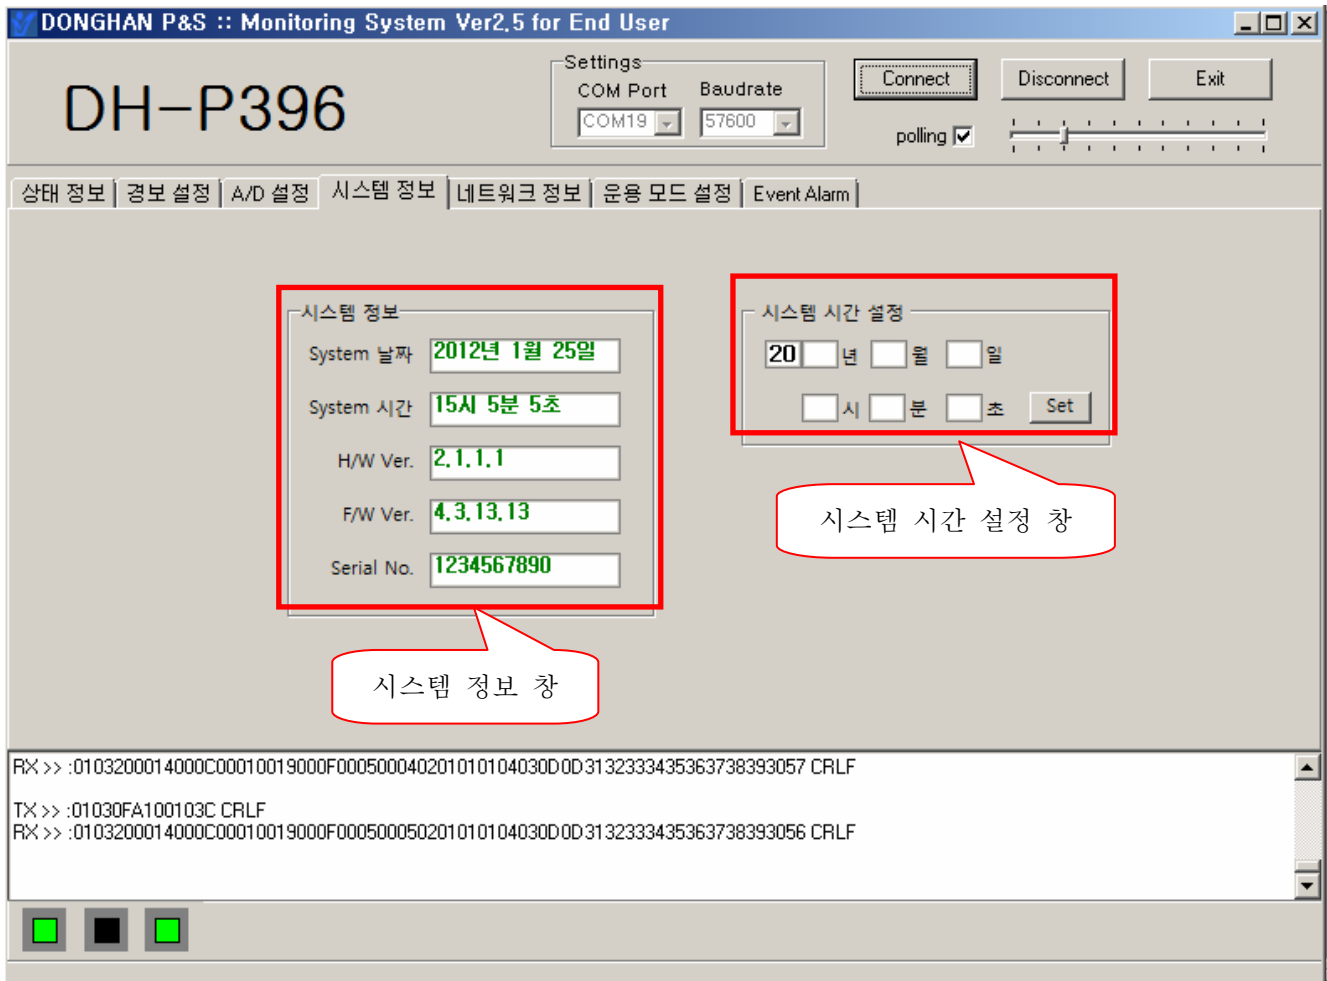 DONGHAN P&S :: Monitoring System Ver2.5 for End User
DH-P396
Settings
COM Port Baudrate
COM19 57600
Connect Disconnect Exit
polling
상태 정보 경보 설정 A/D 설정 시스템 정보 네트워크 정보 운용 모드 설정 Event Alarm
시스템 정보
System 날짜 2012년 1월 25일
System 시간 15시 5분 5초
H/W Ver. 2.1.1.1
F/W Ver. 4.3.13.13
Serial No. 1234567890
시스템 시간 설정
20 년 월 일
시 분 초 Set
시스템 시간 설정 창
시스템 정보 창
RX >> :0103200014000C00010019000F000500040201010104030D0D3132333435363738393057 CRLF
TX >> :01030FA100103C CRLF
RX >> :0103200014000C00010019000F000500050201010104030D0D3132333435363738393056 CRLF